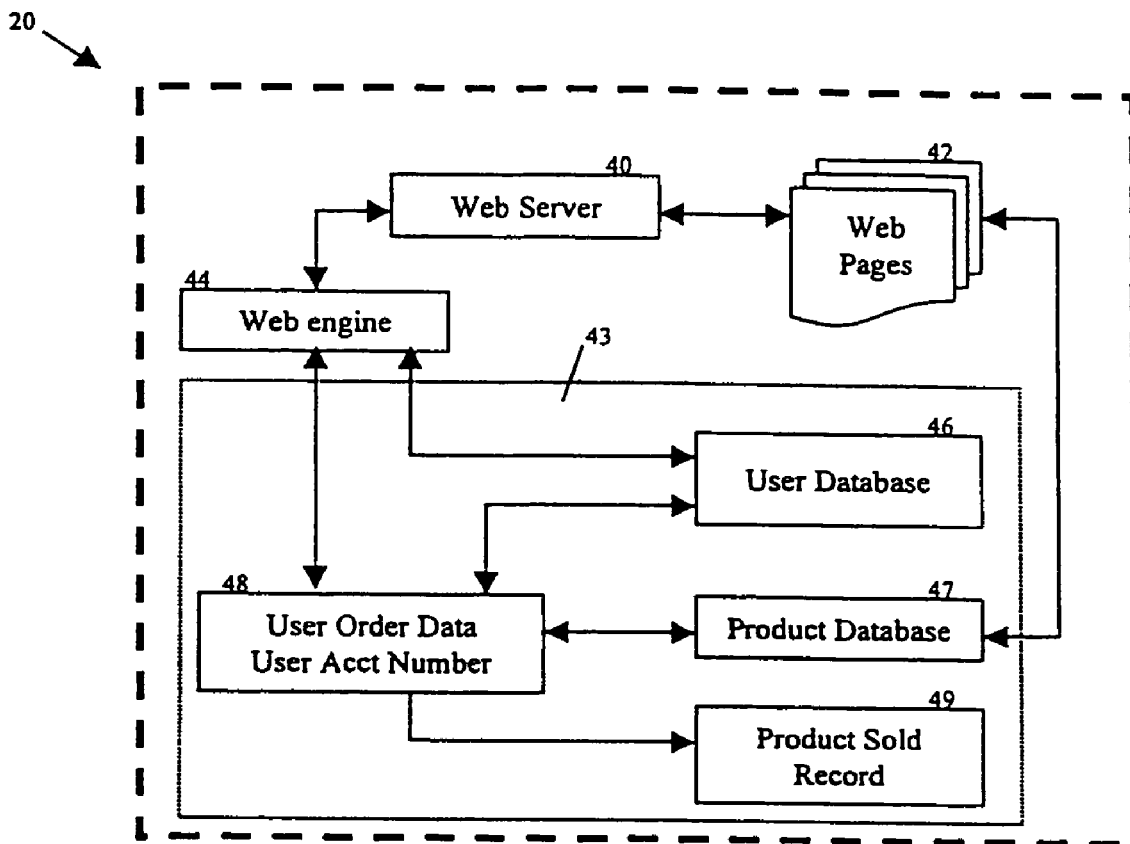 20
40
Web Server
42
Web
Pages
44
Web engine
43
46
User Database
48
User Order Data
User Acct Number
47
Product Database
49
Product Sold
Record